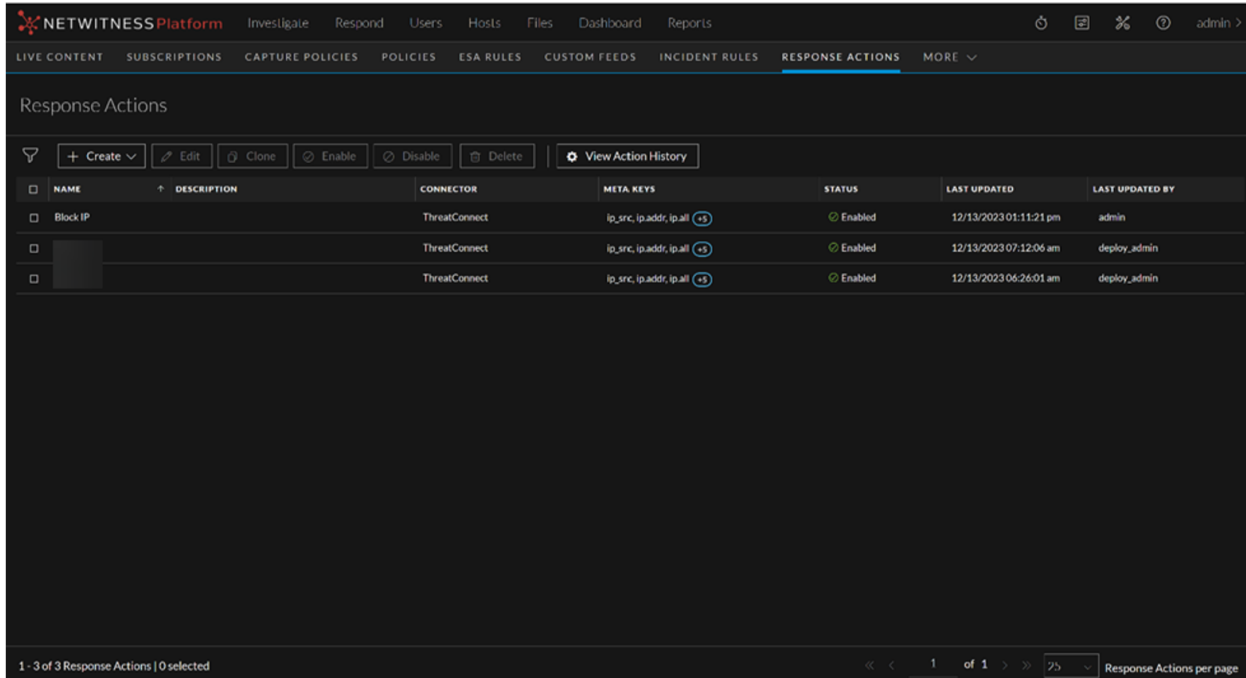 NETWITNESS Platform Investigate Respond Users Hosts Files Dashboard Reports admin >
LIVE CONTENT SUBSCRIPTIONS CAPTURE POLICIES POLICIES ESA RULES CUSTOM FEEDS INCIDENT RULES RESPONSE ACTIONS MORE
Response Actions
+ Create Edit Clone Enable Disable Delete View Action History
NAME ↑ DESCRIPTION CONNECTOR META KEYS STATUS LAST UPDATED LAST UPDATED BY
Block IP ThreatConnect ip_src, ip.addr, ip.all +5 Enabled 12/13/2023 01:11:21 pm admin
ThreatConnect ip_src, ip.addr, ip.all +5 Enabled 12/13/2023 07:12:06 am deploy_admin
ThreatConnect ip_src, ip.addr, ip.all +5 Enabled 12/13/2023 06:26:01 am deploy_admin
1 - 3 of 3 Response Actions | 0 selected « < 1 of 1 > » 25 Response Actions per page